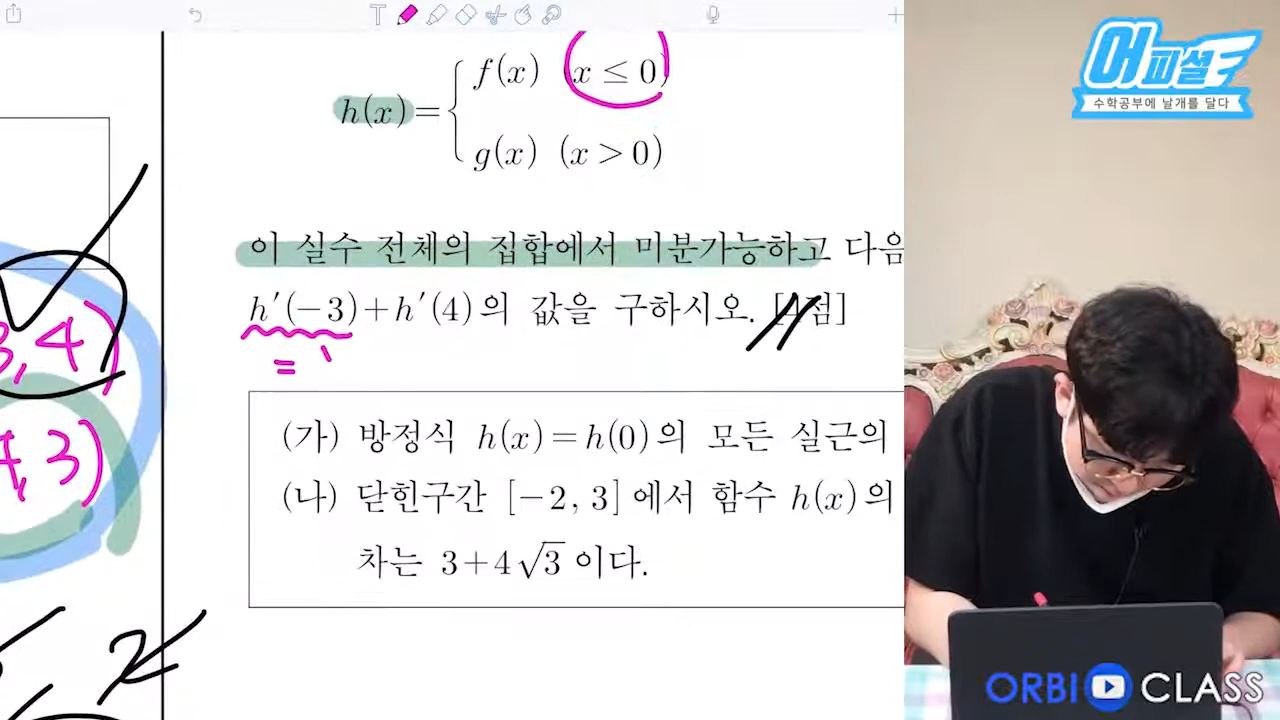 어피셜
수학공부에 날개를 달다
h(x) = { f(x) (x ≤ 0)
g(x) (x > 0)
이 실수 전체의 집합에서 미분가능하고 다음
h′(−3)+h′(4)의 값을 구하시오. [4점]
=
3, 4)
, 3)
(가) 방정식 h(x)=h(0)의 모든 실근의
(나) 닫힌구간 [−2, 3]에서 함수 h(x)의
차는 3+4√3 이다.
ORBI CLASS